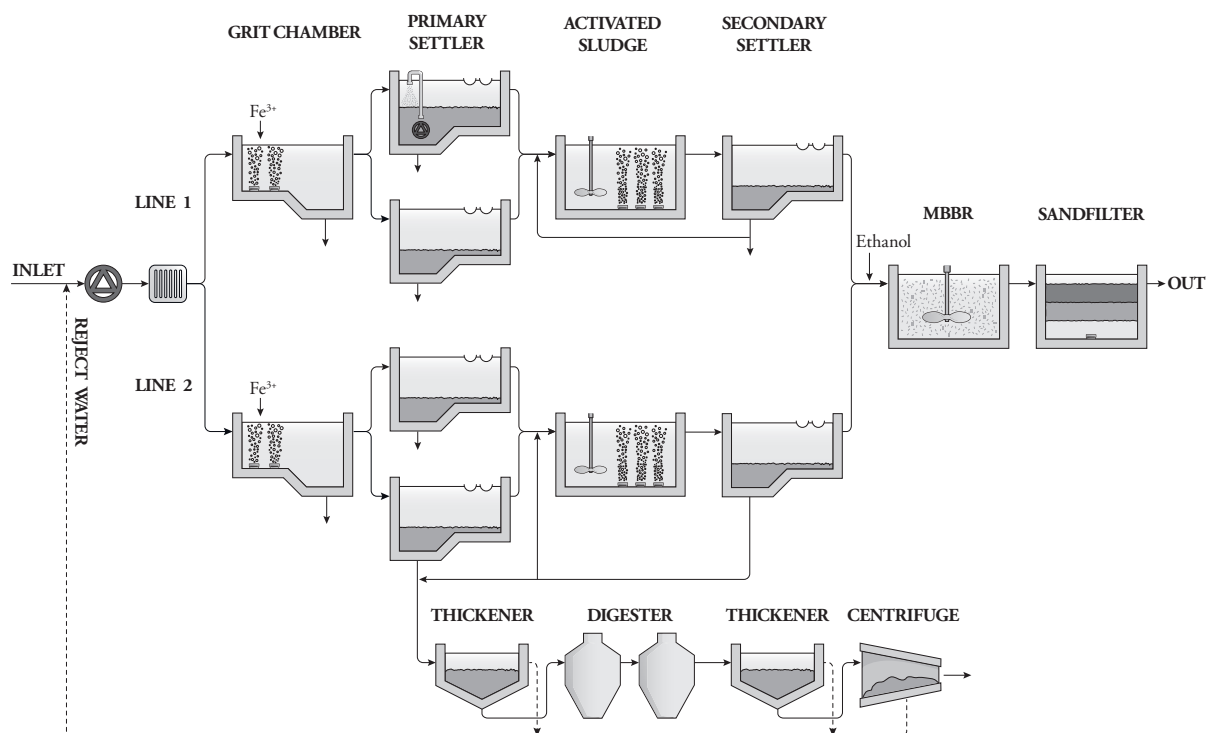 GRIT CHAMBER
PRIMARY
SETTLER
ACTIVATED
SLUDGE
SECONDARY
SETTLER
Fe³⁺
LINE 1
MBBR
SANDFILTER
Ethanol
INLET
OUT
REJECT WATER
LINE 2
Fe³⁺
THICKENER
DIGESTER
THICKENER
CENTRIFUGE